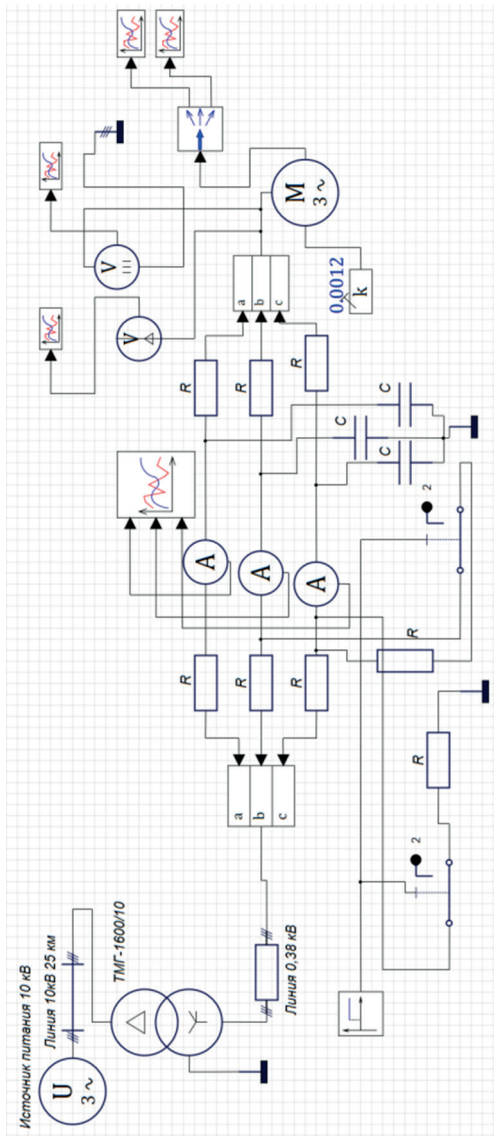 Источник питания 10 кВ
Линия 10кВ 25 км
U
3 ~
ТМГ-1600/10
Линия 0,38 кВ
a
b
c
R
R
R
A
A
A
R
R
R
a
b
c
V
V
M
3 ~
0,0012
k
C
C
C
2
R
R
2